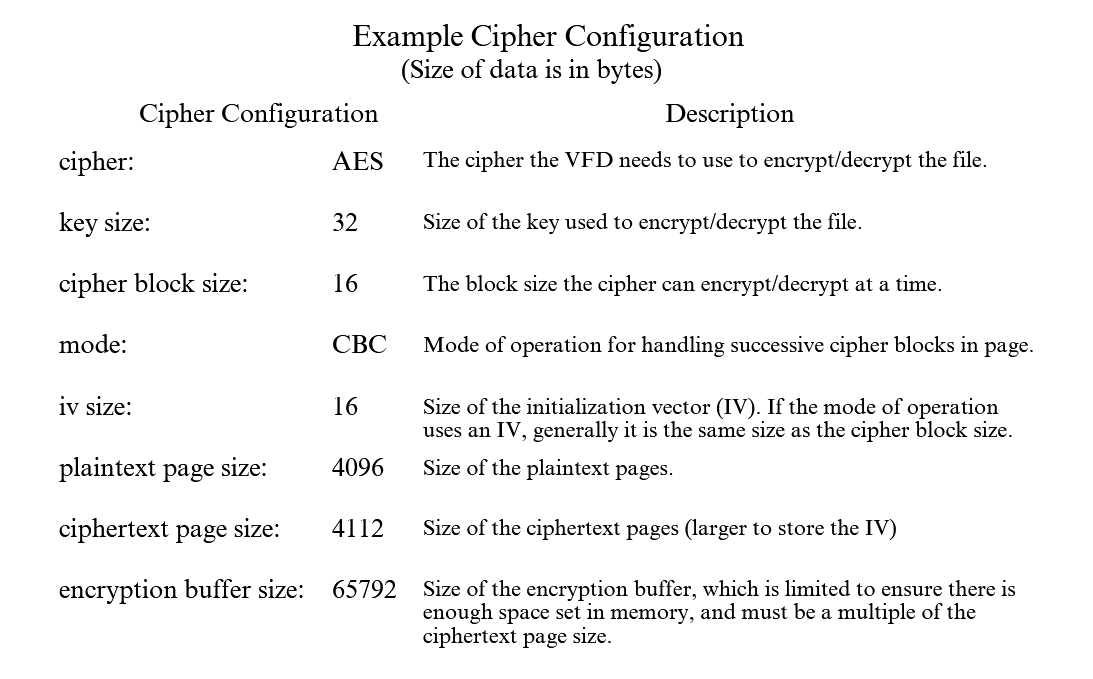 Example Cipher Configuration
(Size of data is in bytes)
Cipher Configuration Description
cipher: AES The cipher the VFD needs to use to encrypt/decrypt the file.
key size: 32 Size of the key used to encrypt/decrypt the file.
cipher block size: 16 The block size the cipher can encrypt/decrypt at a time.
mode: CBC Mode of operation for handling successive cipher blocks in page.
iv size: 16 Size of the initialization vector (IV). If the mode of operation
uses an IV, generally it is the same size as the cipher block size.
plaintext page size: 4096 Size of the plaintext pages.
ciphertext page size: 4112 Size of the ciphertext pages (larger to store the IV)
encryption buffer size: 65792 Size of the encryption buffer, which is limited to ensure there is
enough space set in memory, and must be a multiple of the
ciphertext page size.